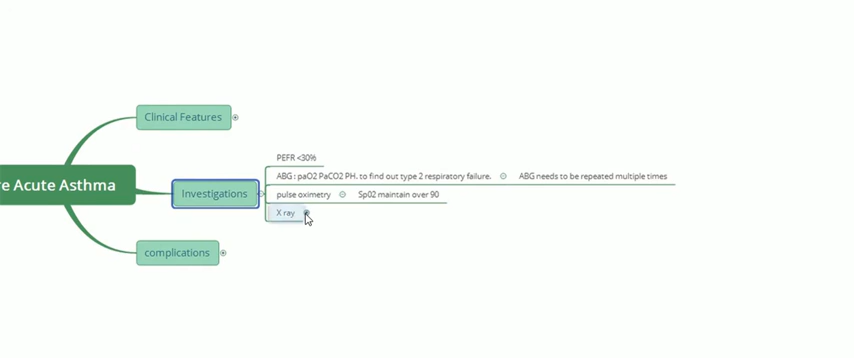 Clinical Features
re Acute Asthma
Investigations
PEFR <30%
ABG : paO2 PaCO2 PH. to find out type 2 respiratory failure.
ABG needs to be repeated multiple times
pulse oximetry
Sp02 maintain over 90
X ray
complications